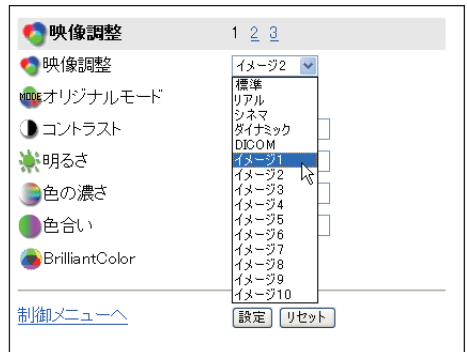 映像調整 1 2 3
映像調整 イメージ2
標準
リアル
シネマ
ダイナミック
DICOM
イメージ1
イメージ2
イメージ3
イメージ4
イメージ5
イメージ6
イメージ7
イメージ8
イメージ9
イメージ10
MODE オリジナルモード
コントラスト
明るさ
色の濃さ
色合い
BrilliantColor
制御メニューへ 設定 リセット